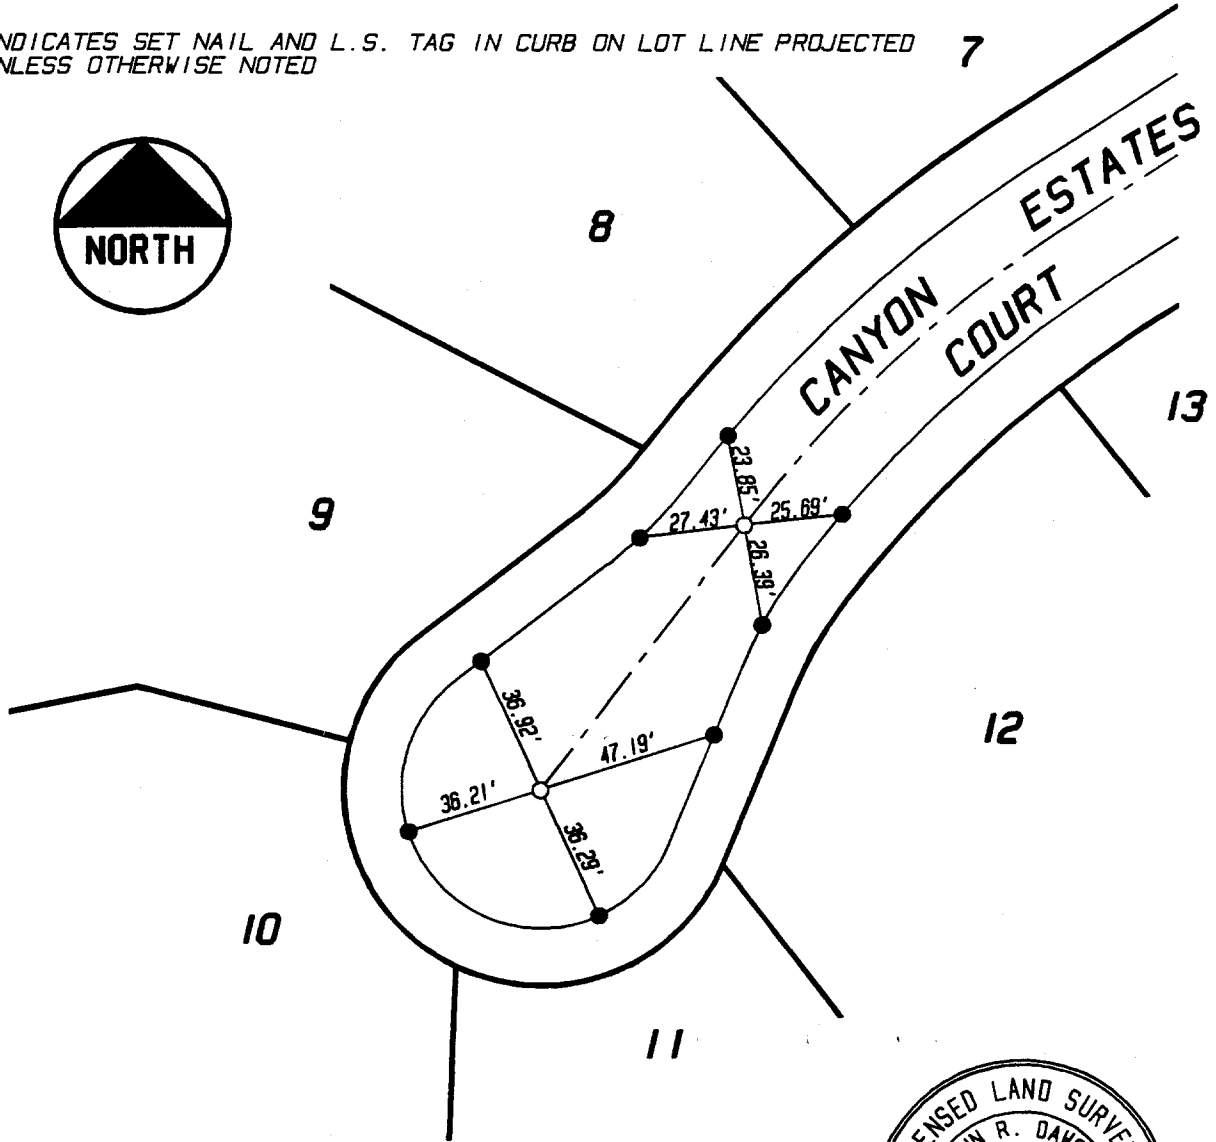 NDICATES SET NAIL AND L.S. TAG IN CURB ON LOT LINE PROJECTED
NLESS OTHERWISE NOTED
7
NORTH
8
CANYON ESTATES
COURT
13
23.85'
27.43'
25.69'
26.39'
9
36.92'
47.19'
12
36.21'
36.29'
10
11
ENSED LAND SURVE
N R.